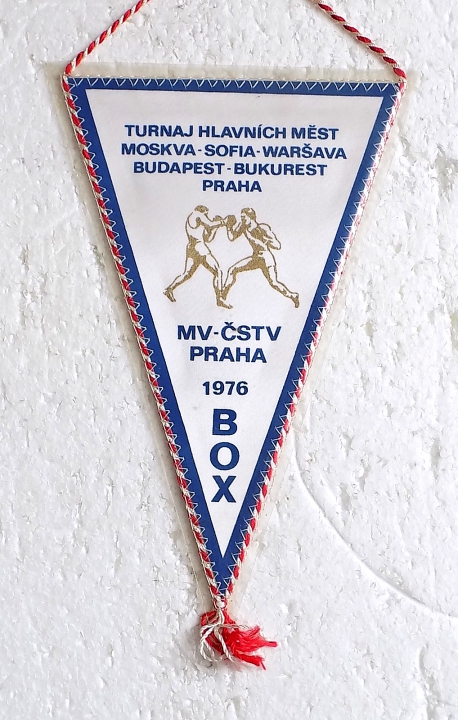 TURNAJ HLAVNÍCH MĚST
MOSKVA-SOFIA-WARŠAVA
BUDAPEST-BUKUREST
PRAHA
MV-ČSTV
PRAHA
1976
BOX